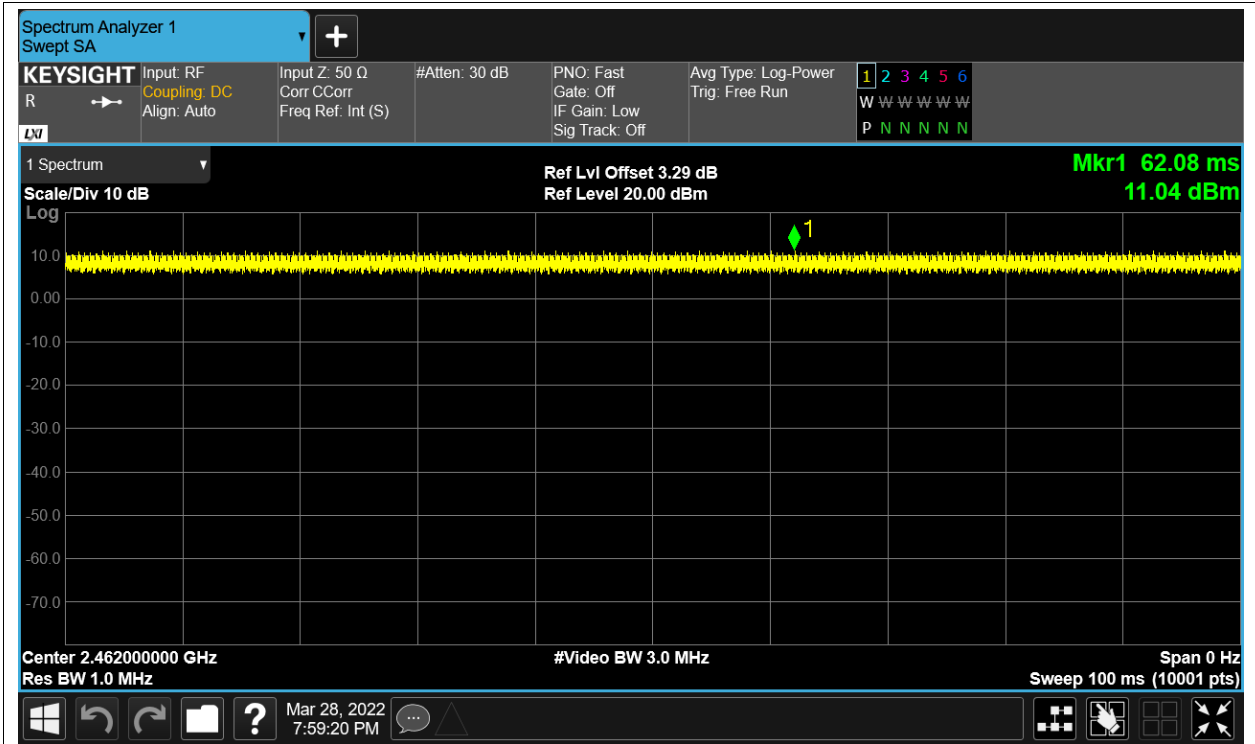 Spectrum Analyzer 1
Swept SA
KEYSIGHT
R
LXI
Input: RF
Coupling: DC
Align: Auto
Input Z: 50 Ω
Corr CCorr
Freq Ref: Int (S)
#Atten: 30 dB
PNO: Fast
Gate: Off
IF Gain: Low
Sig Track: Off
Avg Type: Log-Power
Trig: Free Run
1 2 3 4 5 6
W W W W W W
P N N N N N
1 Spectrum
Scale/Div 10 dB
Ref Lvl Offset 3.29 dB
Ref Level 20.00 dBm
Mkr1 62.08 ms
11.04 dBm
Log
1
10.0
0.00
-10.0
-20.0
-30.0
-40.0
-50.0
-60.0
-70.0
Center 2.462000000 GHz
#Video BW 3.0 MHz
Span 0 Hz
Res BW 1.0 MHz
Sweep 100 ms (10001 pts)
?
Mar 28, 2022
7:59:20 PM